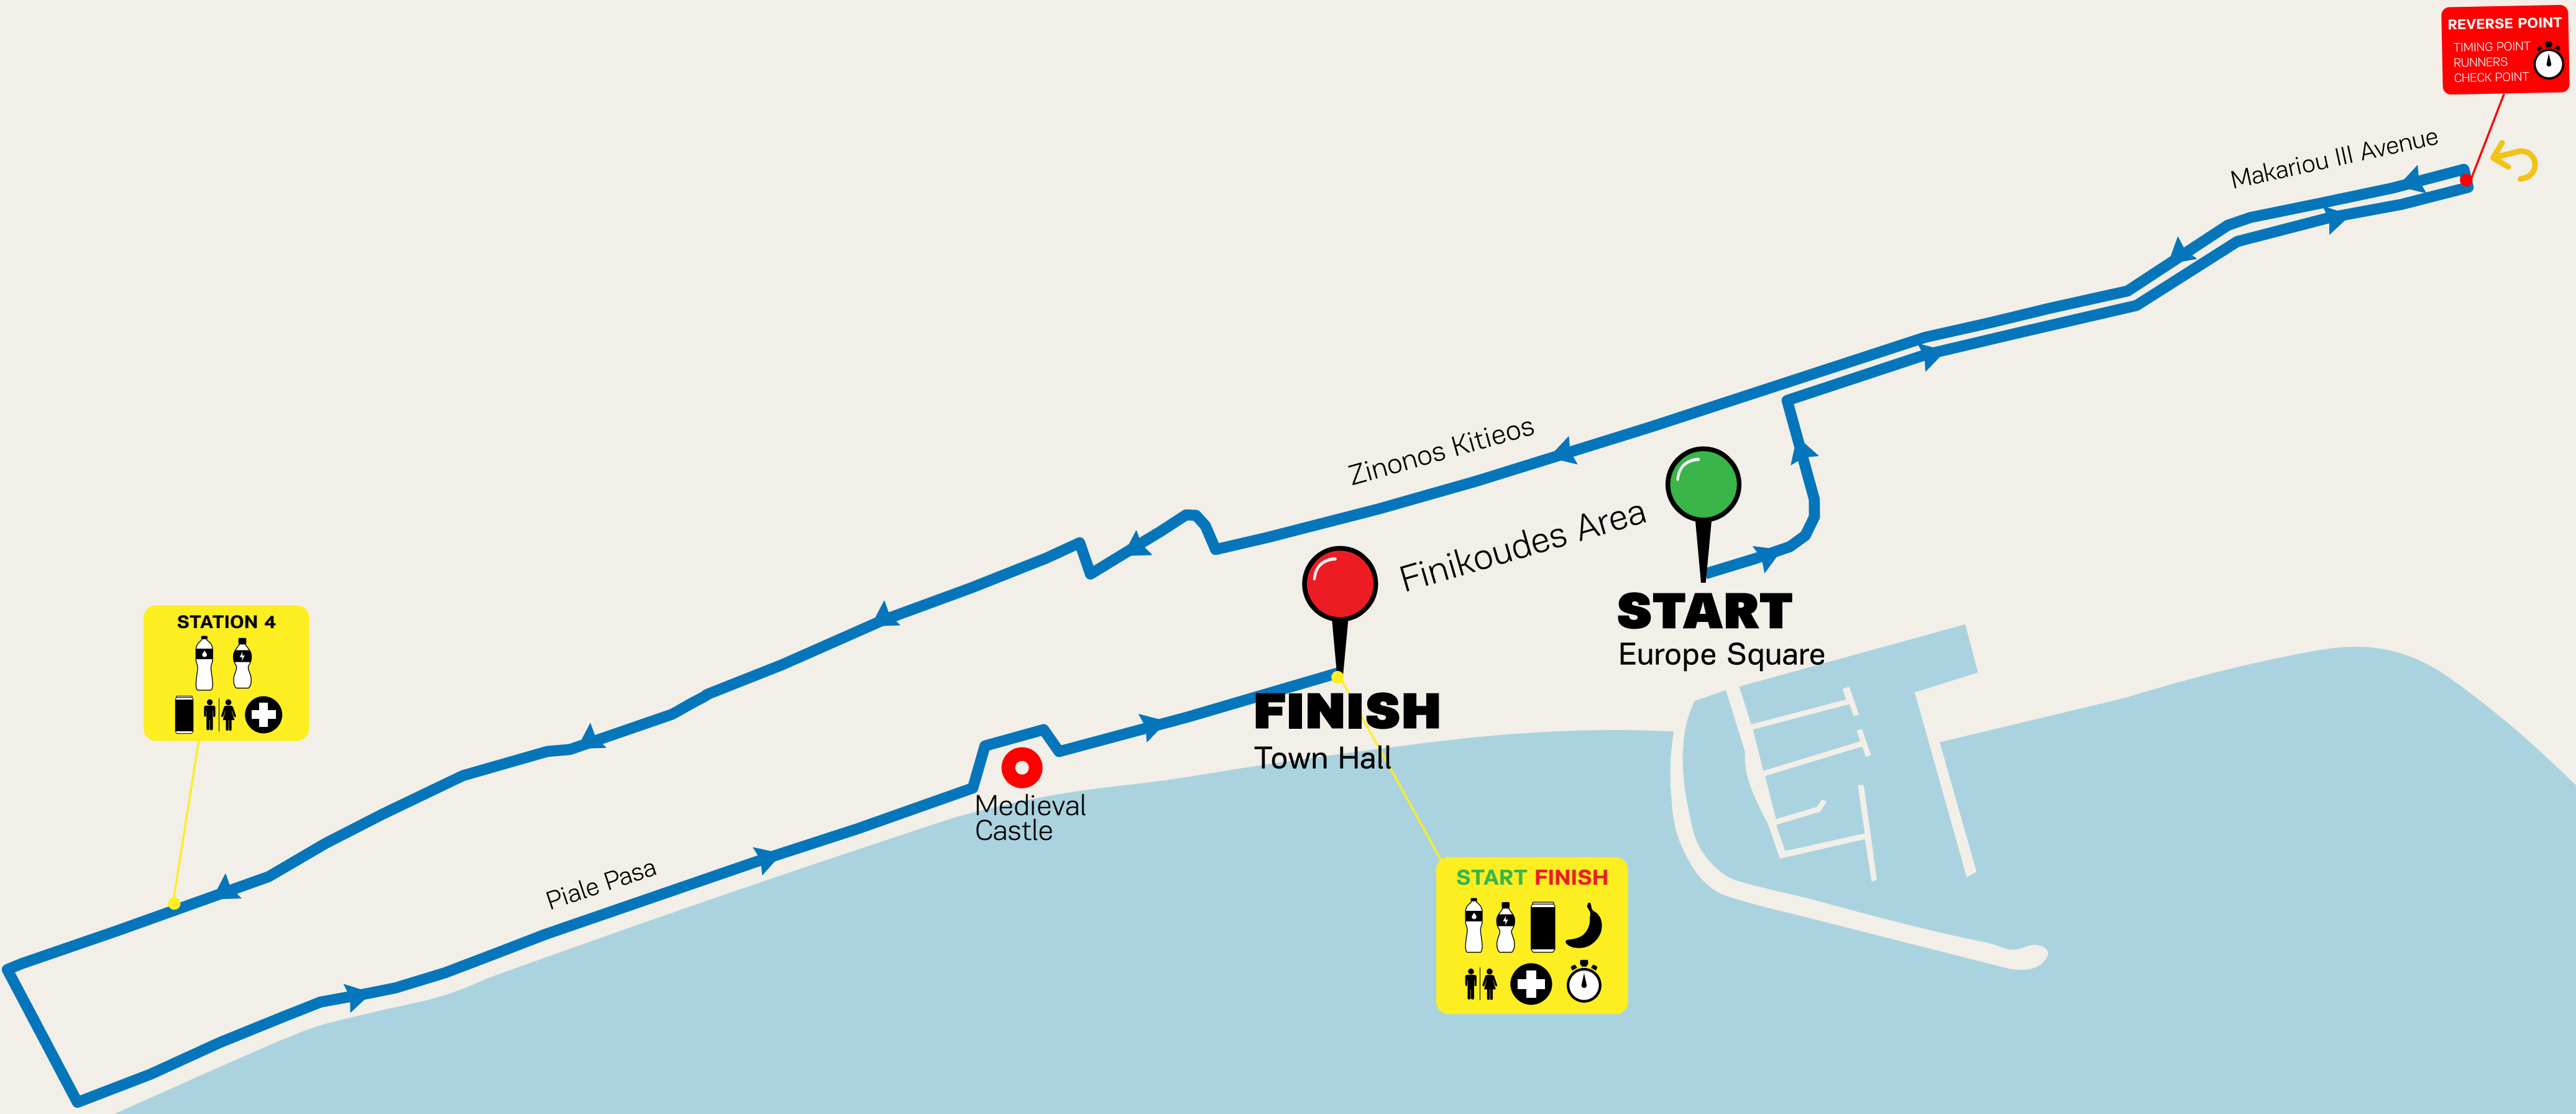 REVERSE POINT
TIMING POINT
RUNNERS
CHECK POINT
Makariou III Avenue
Zinonos Kitieos
Finikoudes Area
START
Europe Square
STATION 4
FINISH
Town Hall
Medieval
Castle
Piale Pasa
START FINISH